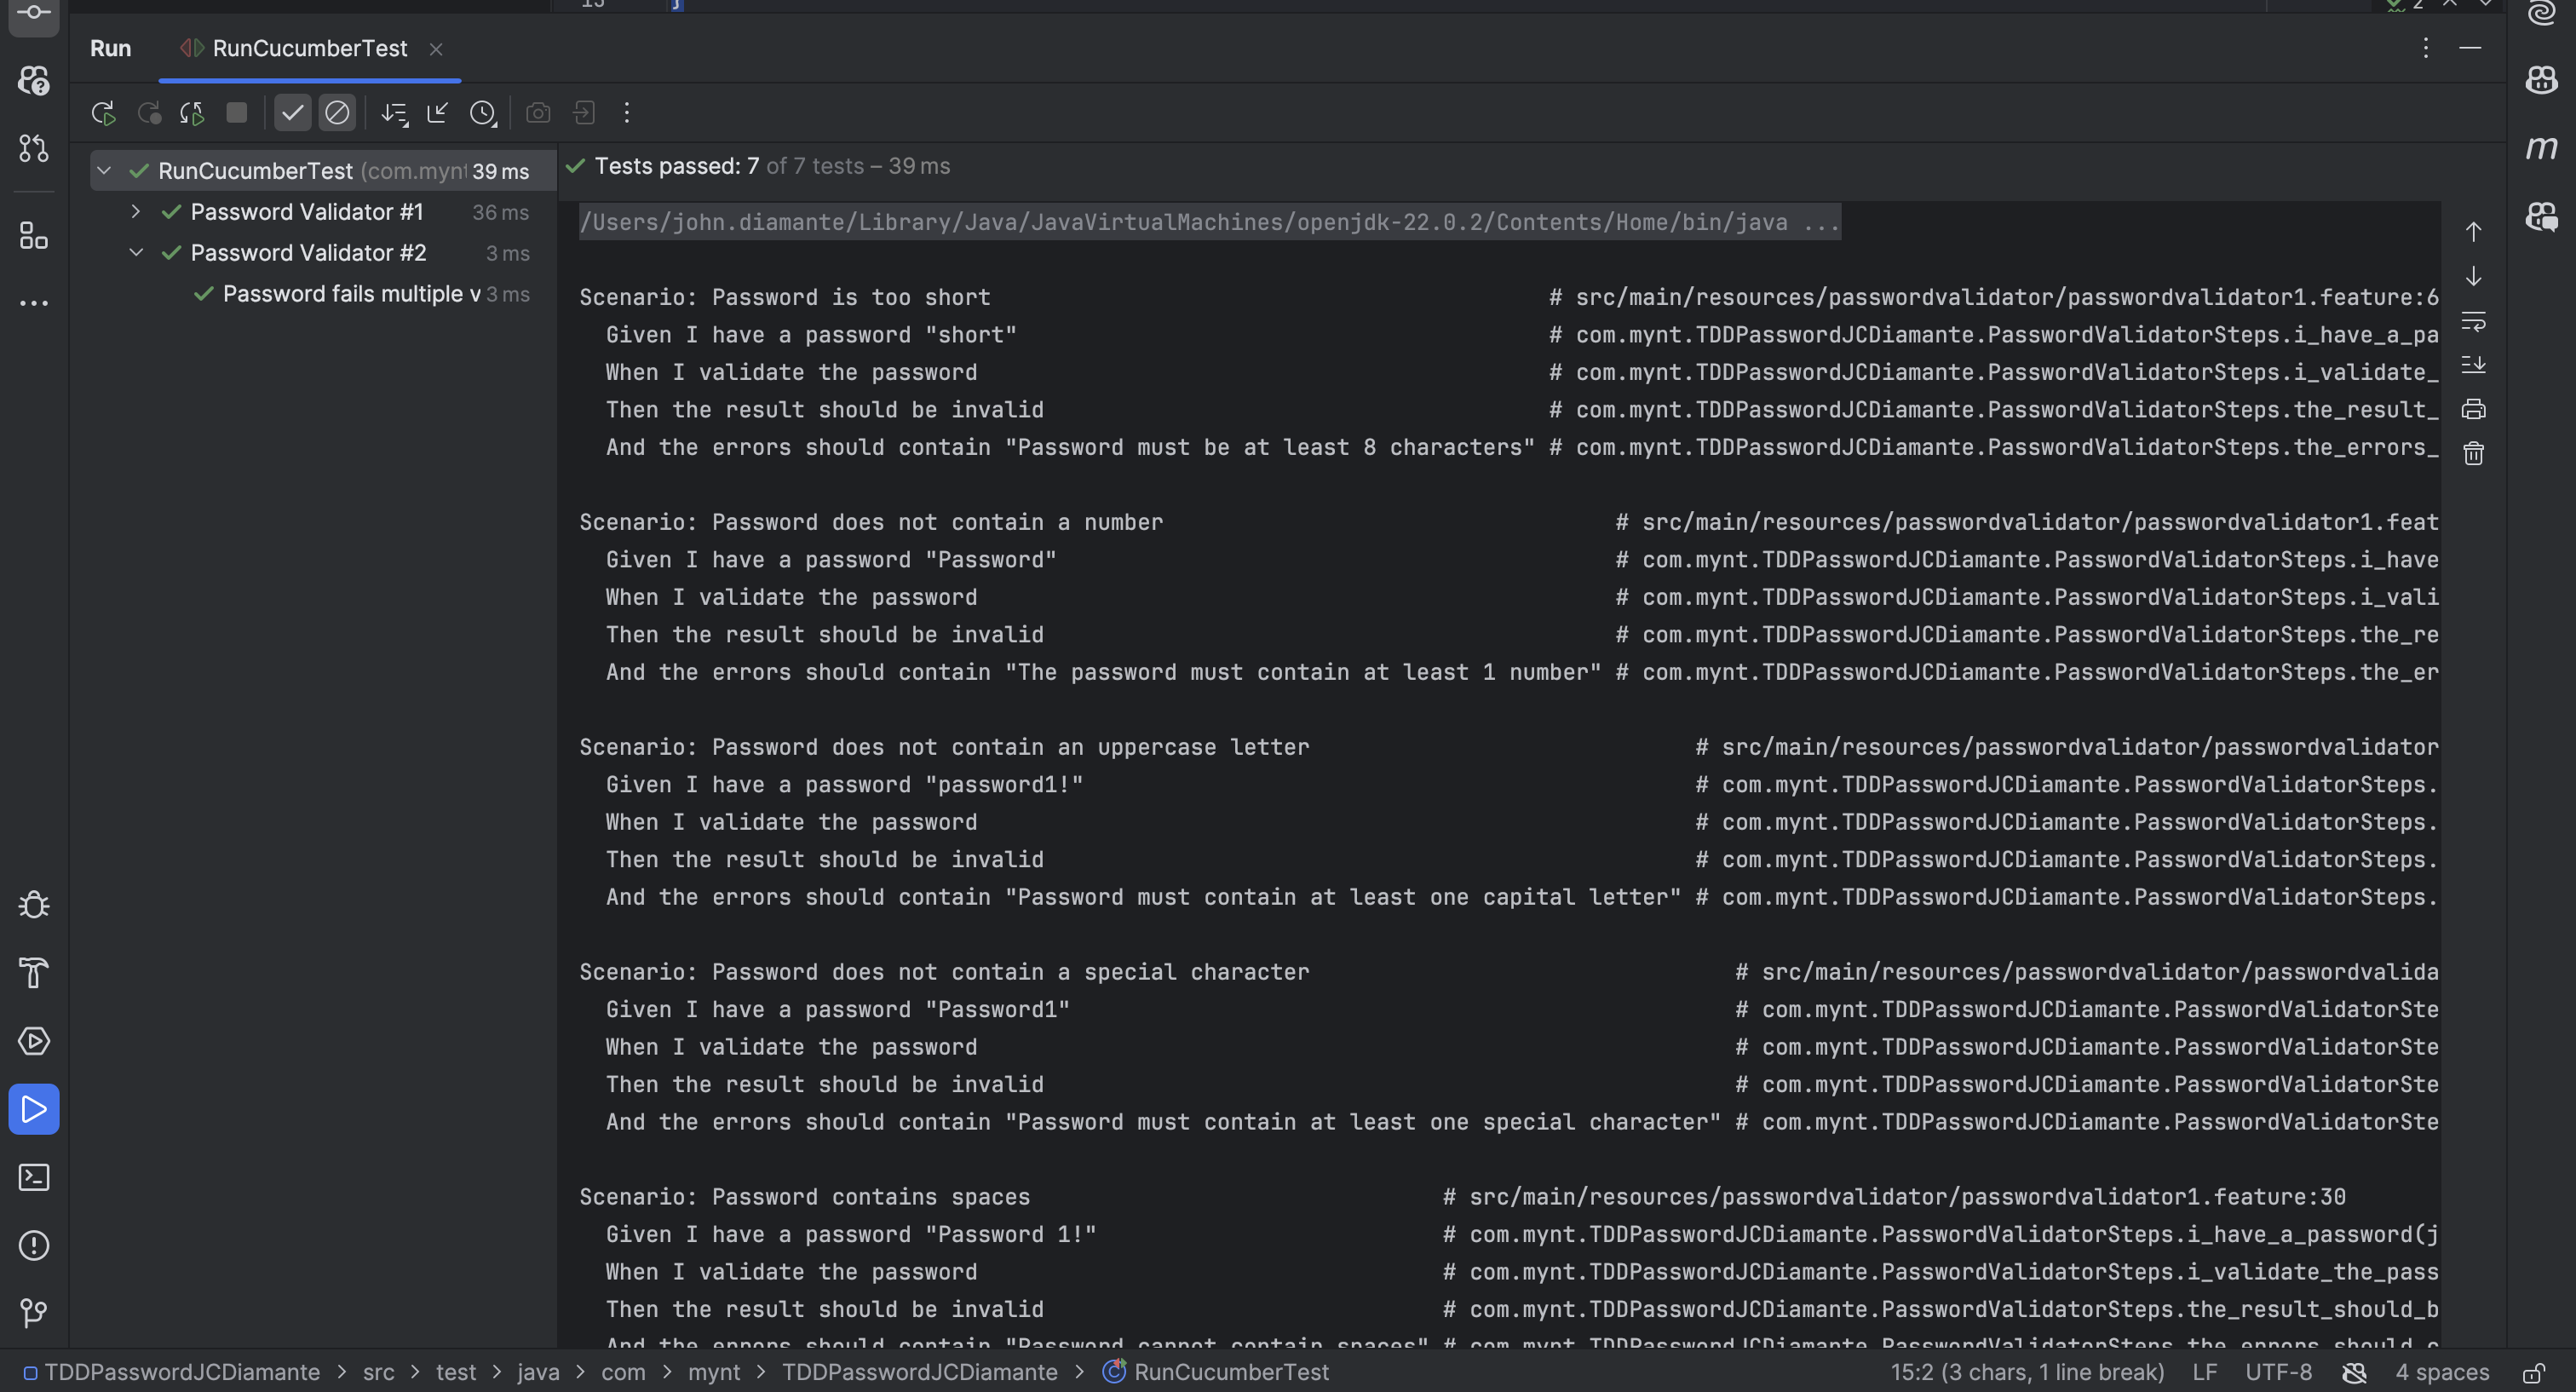 15 }
2
Run RunCucumberTest
RunCucumberTest (com.mynt 39 ms
Password Validator #1 36 ms
Password Validator #2 3 ms
Password fails multiple v 3 ms
Tests passed: 7 of 7 tests – 39 ms
/Users/john.diamante/Library/Java/JavaVirtualMachines/openjdk-22.0.2/Contents/Home/bin/java ...
Scenario: Password is too short # src/main/resources/passwordvalidator/passwordvalidator1.feature:6
Given I have a password "short" # com.mynt.TDDPasswordJCDiamante.PasswordValidatorSteps.i_have_a_pa
When I validate the password # com.mynt.TDDPasswordJCDiamante.PasswordValidatorSteps.i_validate_
Then the result should be invalid # com.mynt.TDDPasswordJCDiamante.PasswordValidatorSteps.the_result_
And the errors should contain "Password must be at least 8 characters" # com.mynt.TDDPasswordJCDiamante.PasswordValidatorSteps.the_errors_
Scenario: Password does not contain a number # src/main/resources/passwordvalidator/passwordvalidator1.feat
Given I have a password "Password" # com.mynt.TDDPasswordJCDiamante.PasswordValidatorSteps.i_have
When I validate the password # com.mynt.TDDPasswordJCDiamante.PasswordValidatorSteps.i_vali
Then the result should be invalid # com.mynt.TDDPasswordJCDiamante.PasswordValidatorSteps.the_re
And the errors should contain "The password must contain at least 1 number" # com.mynt.TDDPasswordJCDiamante.PasswordValidatorSteps.the_er
Scenario: Password does not contain an uppercase letter # src/main/resources/passwordvalidator/passwordvalidator
Given I have a password "password1!" # com.mynt.TDDPasswordJCDiamante.PasswordValidatorSteps.
When I validate the password # com.mynt.TDDPasswordJCDiamante.PasswordValidatorSteps.
Then the result should be invalid # com.mynt.TDDPasswordJCDiamante.PasswordValidatorSteps.
And the errors should contain "Password must contain at least one capital letter" # com.mynt.TDDPasswordJCDiamante.PasswordValidatorSteps.
Scenario: Password does not contain a special character # src/main/resources/passwordvalidator/passwordvalida
Given I have a password "Password1" # com.mynt.TDDPasswordJCDiamante.PasswordValidatorSte
When I validate the password # com.mynt.TDDPasswordJCDiamante.PasswordValidatorSte
Then the result should be invalid # com.mynt.TDDPasswordJCDiamante.PasswordValidatorSte
And the errors should contain "Password must contain at least one special character" # com.mynt.TDDPasswordJCDiamante.PasswordValidatorSte
Scenario: Password contains spaces # src/main/resources/passwordvalidator/passwordvalidator1.feature:30
Given I have a password "Password 1!" # com.mynt.TDDPasswordJCDiamante.PasswordValidatorSteps.i_have_a_password(j
When I validate the password # com.mynt.TDDPasswordJCDiamante.PasswordValidatorSteps.i_validate_the_pass
Then the result should be invalid # com.mynt.TDDPasswordJCDiamante.PasswordValidatorSteps.the_result_should_b
And the errors should contain "Password cannot contain spaces" # com.mynt.TDDPasswordJCDiamante.PasswordValidatorSteps.the_errors_should_c
TDDPasswordJCDiamante > src > test > java > com > mynt > TDDPasswordJCDiamante > RunCucumberTest 15:2 (3 chars, 1 line break) LF UTF-8 4 spaces